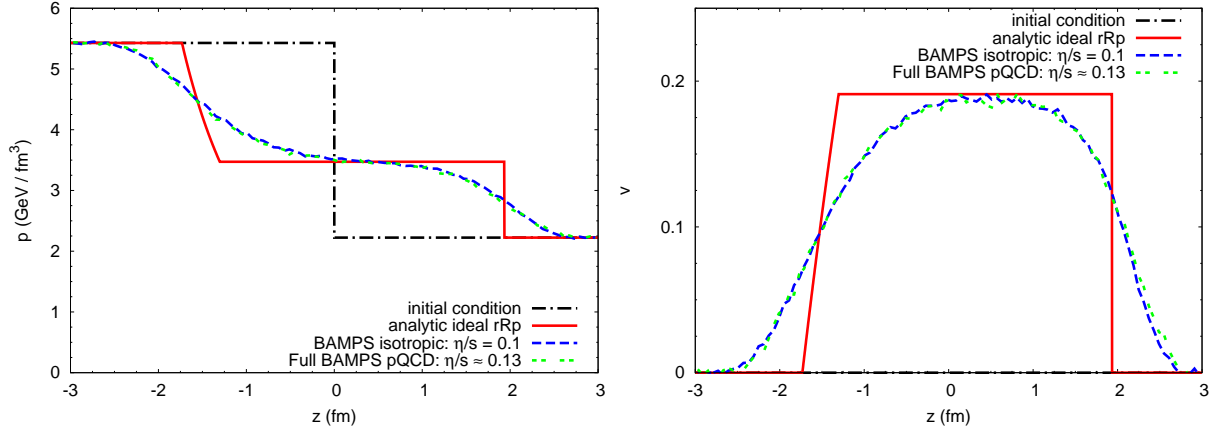 6
5
4
3
2
1
0
-3
-2
-1
0
1
2
3
p (GeV / fm³)
z (fm)
initial condition
analytic ideal rRp
BAMPS isotropic: η/s = 0.1
Full BAMPS pQCD: η/s ≈ 0.13
0.2
0.1
0
-3
-2
-1
0
1
2
3
v
z (fm)
initial condition
analytic ideal rRp
BAMPS isotropic: η/s = 0.1
Full BAMPS pQCD: η/s ≈ 0.13